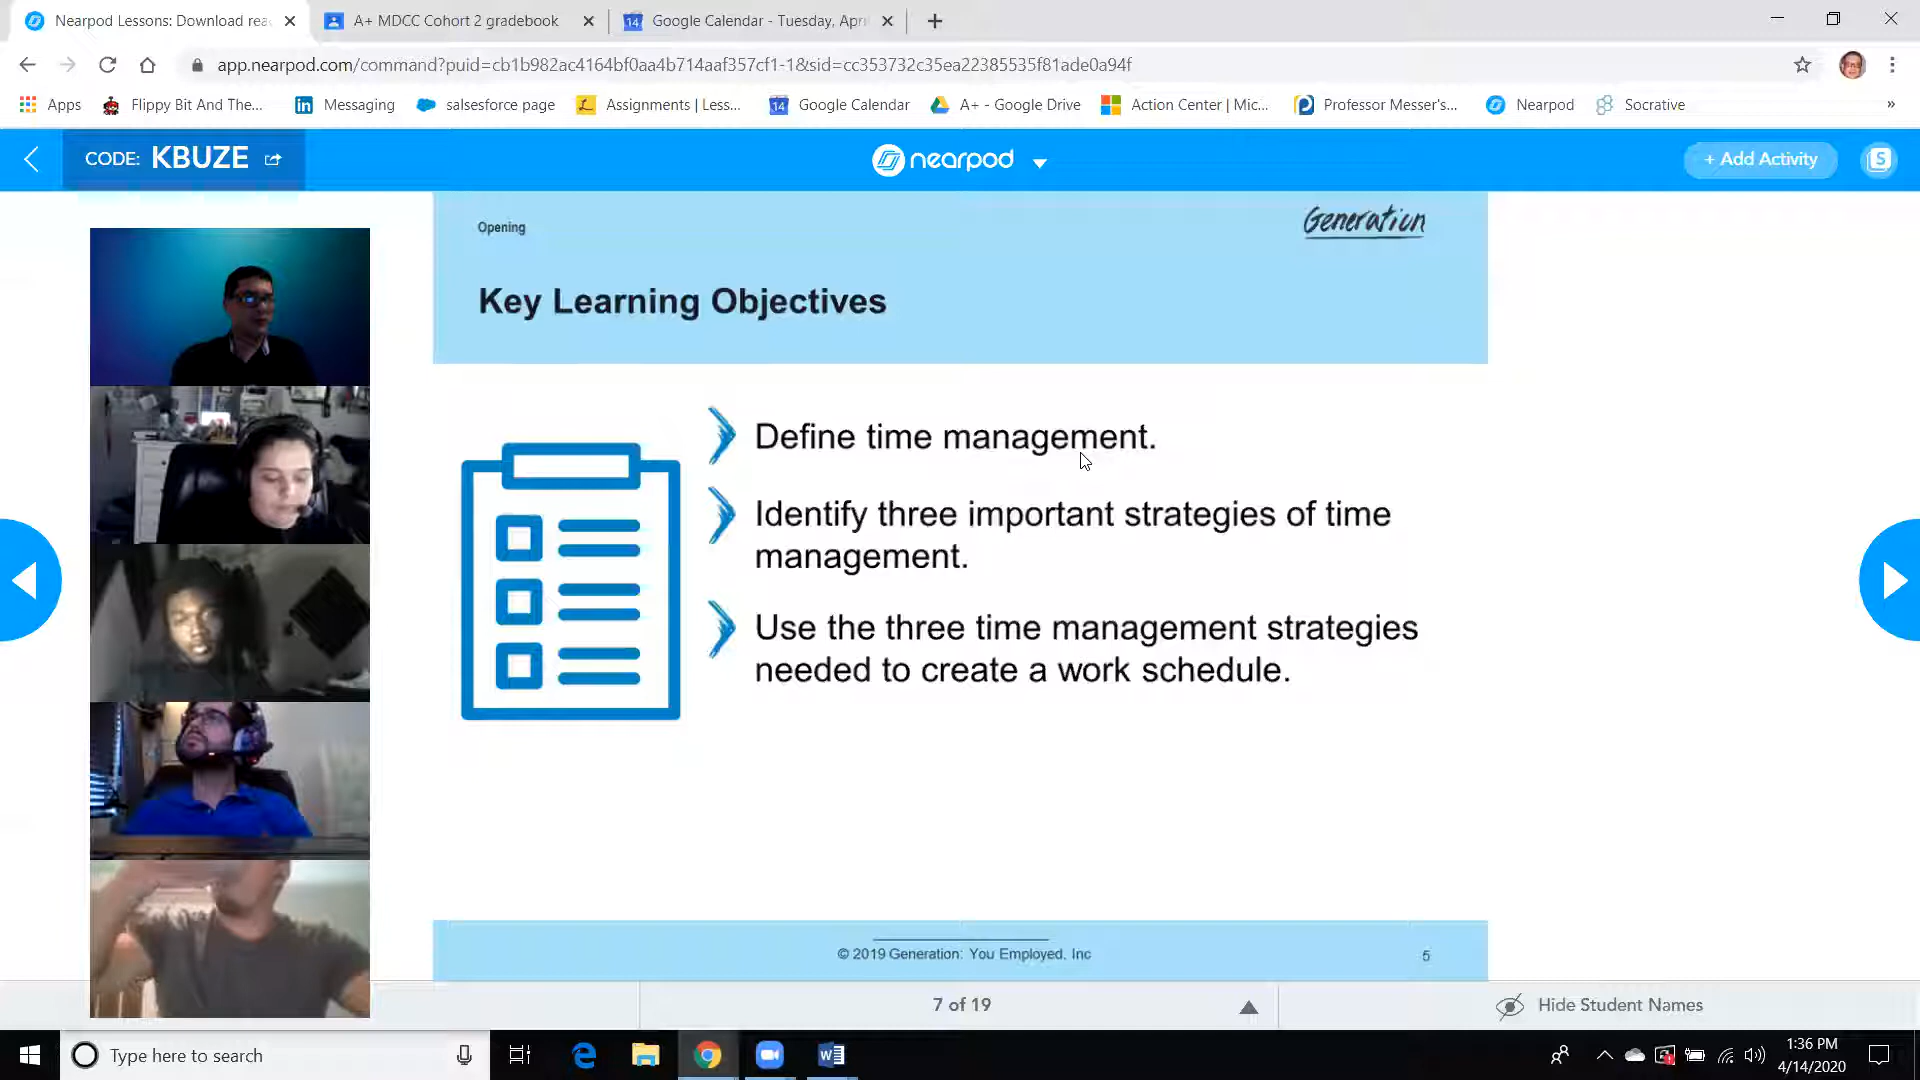 Nearpod Lessons: Download rea
A+ MDCC Cohort 2 gradebook
Google Calendar - Tuesday, Apri
app.nearpod.com/command?puid=cb1b982ac4164bf0aa4b714aaf357cf1-1&sid=cc353732c35ea22385535f81ade0a94f
Apps
Flippy Bit And The...
Messaging
salsesforce page
Assignments | Less...
Google Calendar
A+ - Google Drive
Action Center | Mic...
Professor Messer's...
Nearpod
Socrative
»
CODE: KBUZE
nearpod
+ Add Activity
S
Opening
Generation
Key Learning Objectives
Define time management.
Identify three important strategies of time
management.
Use the three time management strategies
needed to create a work schedule.
© 2019 Generation: You Employed, Inc
5
7 of 19
Hide Student Names
Type here to search
1:36 PM
4/14/2020